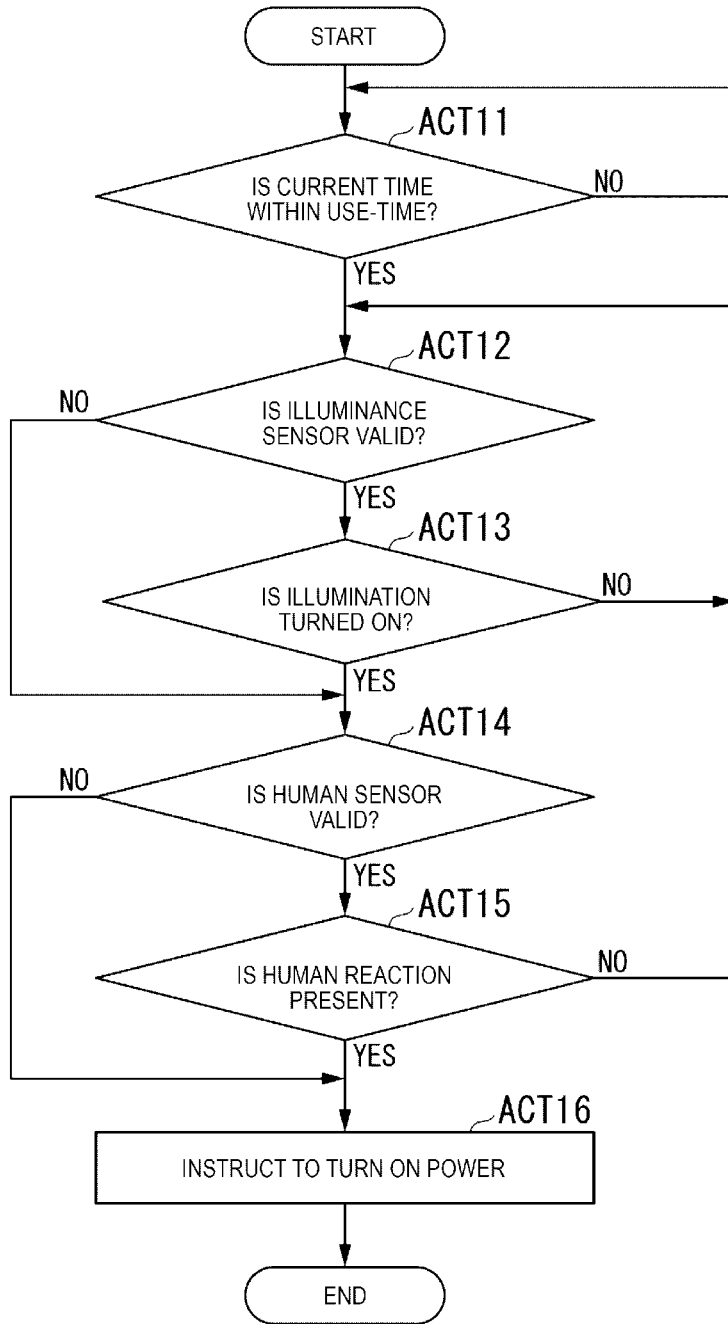 START
ACT11
IS CURRENT TIME
WITHIN USE-TIME?
NO
YES
ACT12
NO
IS ILLUMINANCE
SENSOR VALID?
YES
ACT13
IS ILLUMINATION
TURNED ON?
NO
YES
ACT14
NO
IS HUMAN SENSOR
VALID?
YES
ACT15
IS HUMAN REACTION
PRESENT?
NO
YES
ACT16
INSTRUCT TO TURN ON POWER
END